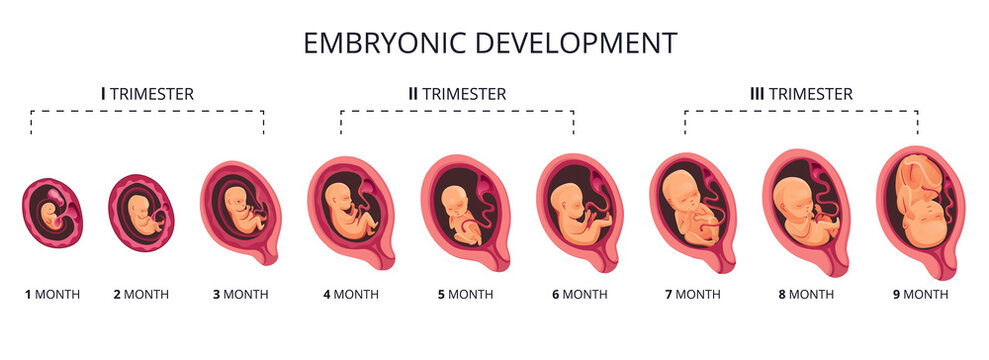 EMBRYONIC DEVELOPMENT
I TRIMESTER
II TRIMESTER
III TRIMESTER
1 MONTH
2 MONTH
3 MONTH
4 MONTH
5 MONTH
6 MONTH
7 MONTH
8 MONTH
9 MONTH